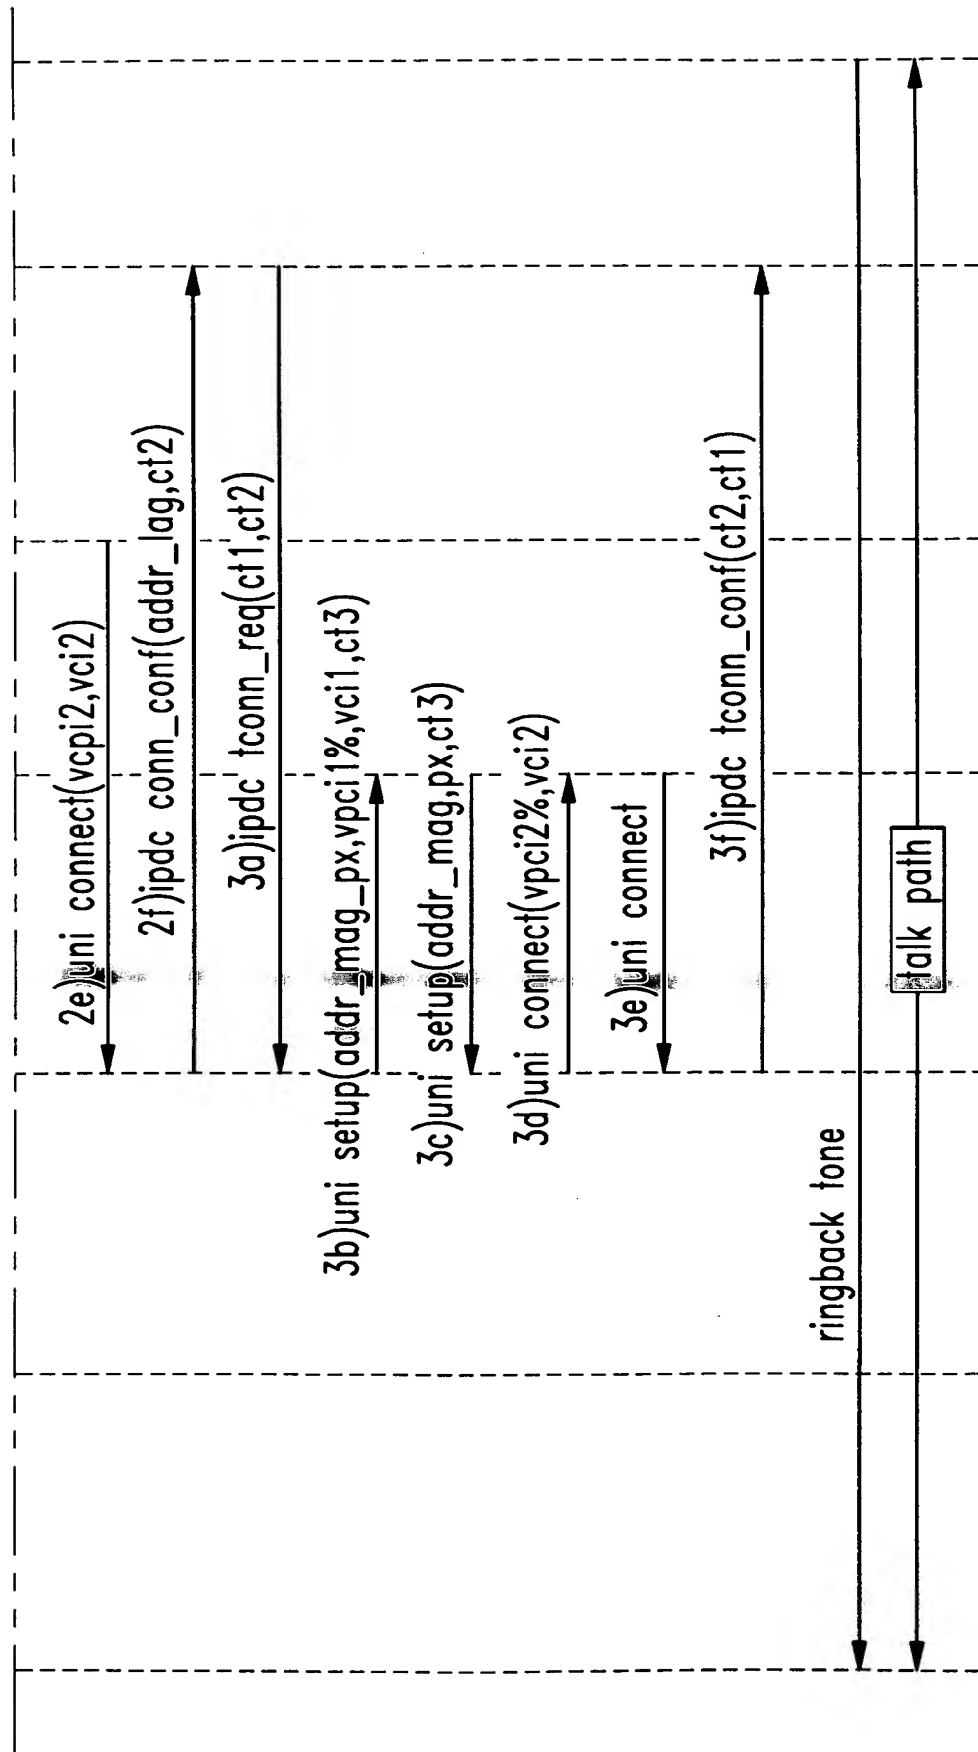 2e)uni connect(vcpi2,vci2)
2f)ipdc conn_conf(addr_lag,ct2)
3a)ipdc tconn_req(ct1,ct2)
3b)uni setup(addr_mag_px,vpci1%,vci1,ct3)
3c)uni setup(addr_mag,px,ct3)
3d)uni connect(vpci2%,vci2)
3e)uni connect
3f)ipdc tconn_conf(ct2,ct1)
ringback tone
talk path